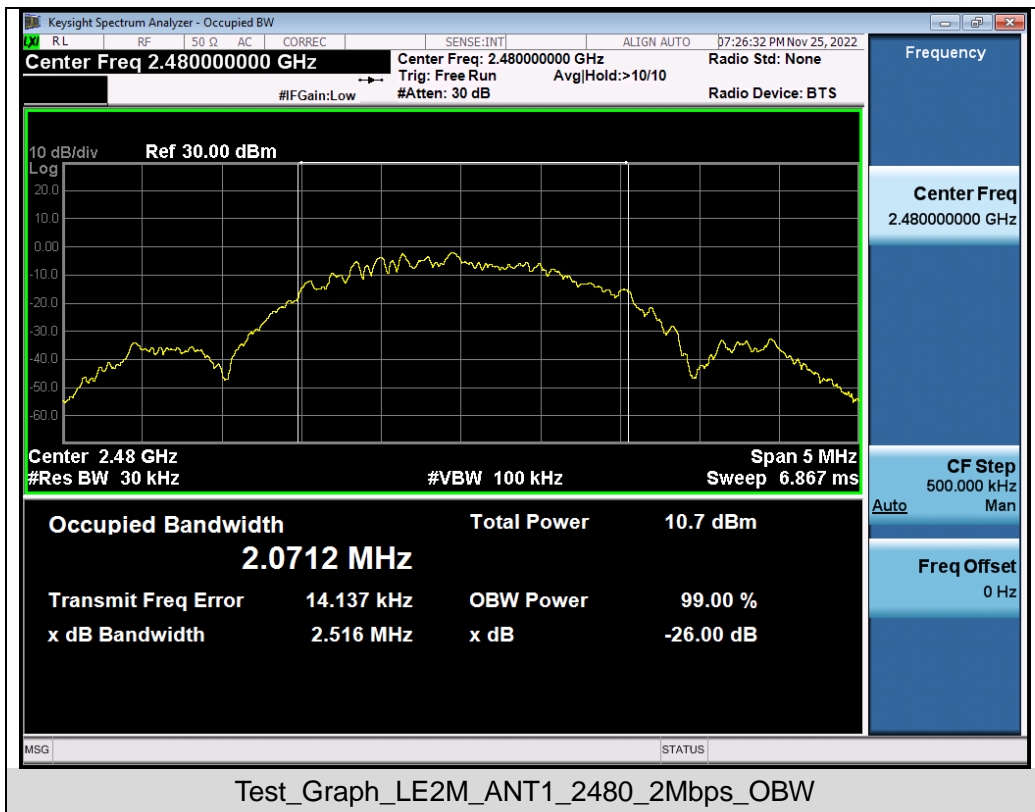 Keysight Spectrum Analyzer - Occupied BW
LXI RL RF 50 Ω AC CORREC SENSE:INT ALIGN AUTO 07:26:32 PM Nov 25, 2022
Center Freq 2.480000000 GHz
Center Freq: 2.480000000 GHz
Radio Std: None
Trig: Free Run Avg|Hold:>10/10
#IFGain:Low
#Atten: 30 dB
Radio Device: BTS
Frequency
10 dB/div Ref 30.00 dBm
Log
20.0
10.0
0.00
-10.0
-20.0
-30.0
-40.0
-50.0
-60.0
Center 2.48 GHz Span 5 MHz
#Res BW 30 kHz #VBW 100 kHz Sweep 6.867 ms
Center Freq
2.480000000 GHz
CF Step
500.000 kHz
Auto Man
Freq Offset
0 Hz
Occupied Bandwidth Total Power 10.7 dBm
2.0712 MHz
Transmit Freq Error 14.137 kHz OBW Power 99.00 %
x dB Bandwidth 2.516 MHz x dB -26.00 dB
MSG STATUS
Test_Graph_LE2M_ANT1_2480_2Mbps_OBW